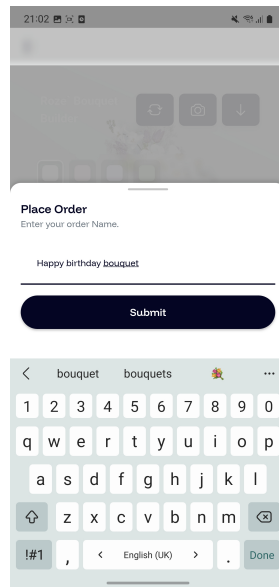 21:02
Place Order
Enter your order Name.
Happy birthday bouquet
Submit
bouquet bouquets
1 2 3 4 5 6 7 8 9 0
q w e r t y u i o p
a s d f g h j k l
z x c v b n m
!#1 , English (UK) . Done